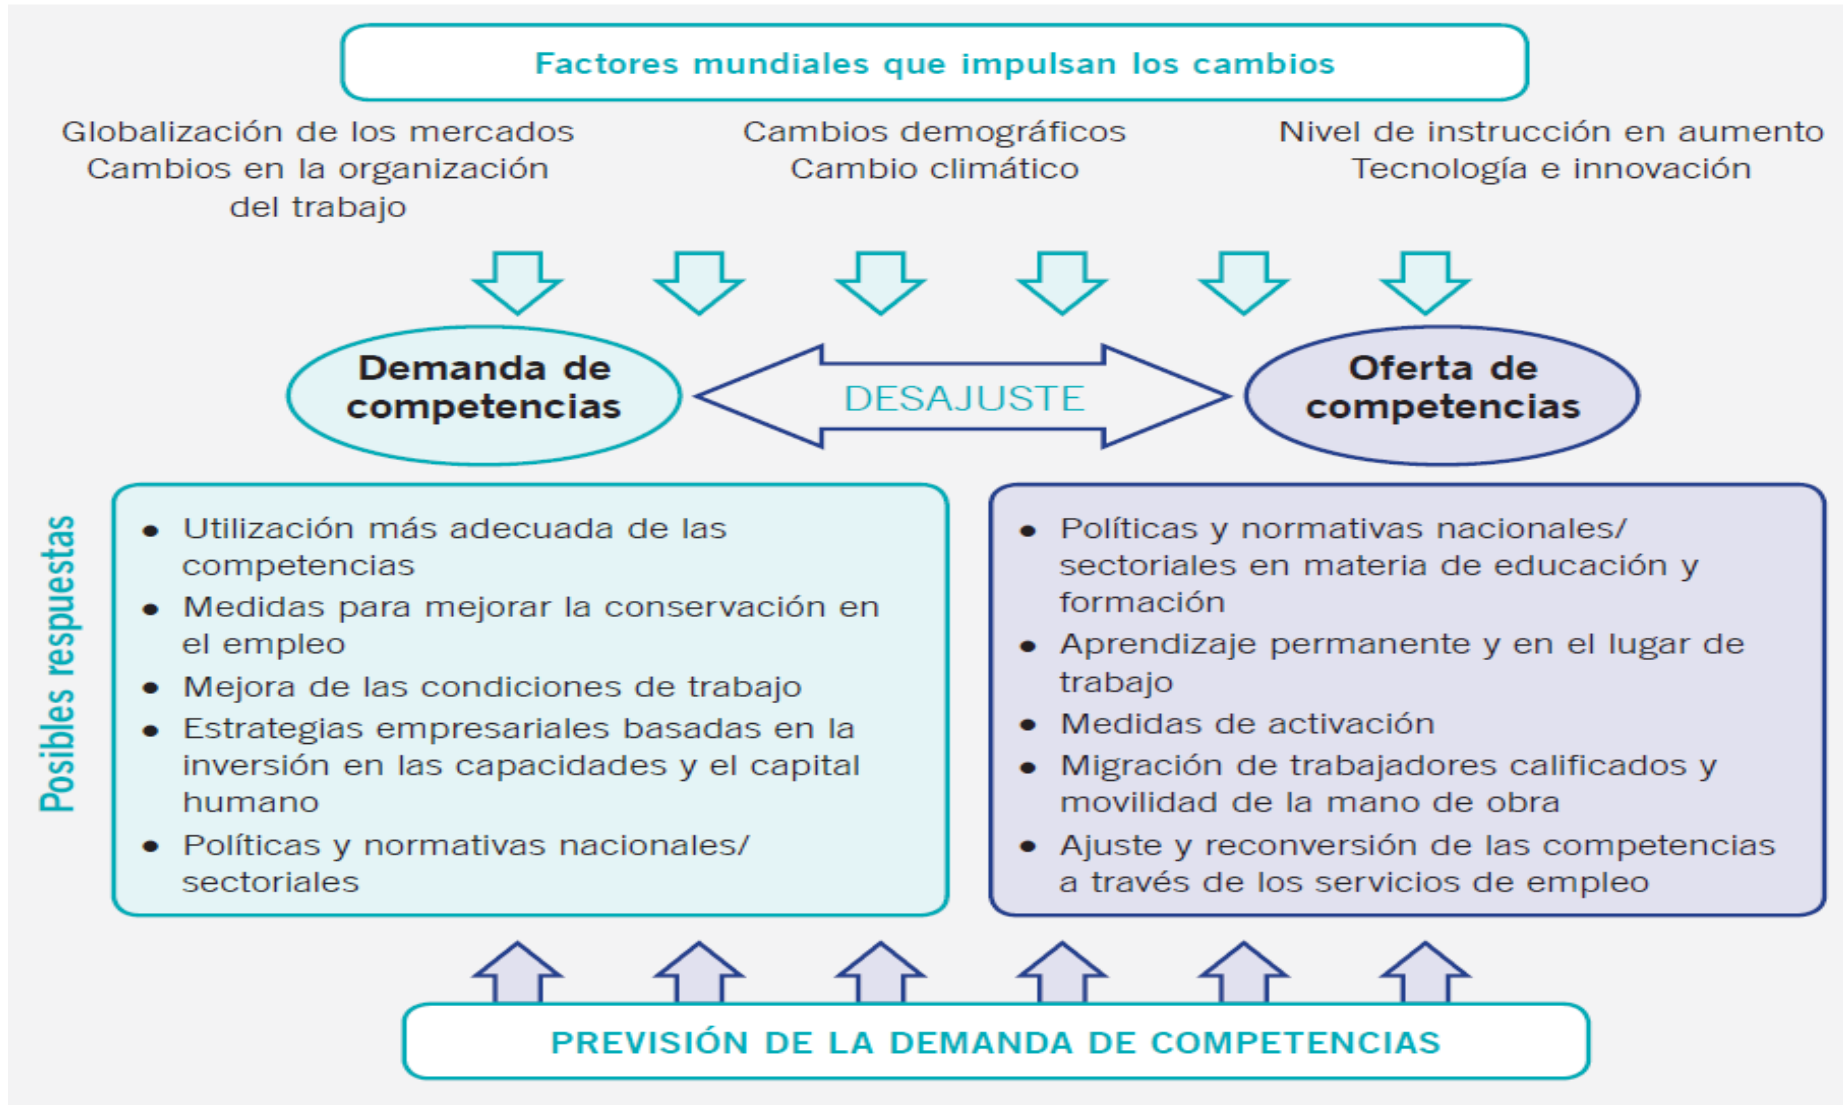 Factores mundiales que impulsan los cambios
Globalización de los mercados
Cambios en la organización
del trabajo
Cambios demográficos
Cambio climático
Nivel de instrucción en aumento
Tecnología e innovación
Demanda de
competencias
DESAJUSTE
Oferta de
competencias
Posibles respuestas
• Utilización más adecuada de las
competencias
• Medidas para mejorar la conservación en
el empleo
• Mejora de las condiciones de trabajo
• Estrategias empresariales basadas en la
inversión en las capacidades y el capital
humano
• Políticas y normativas nacionales/
sectoriales
• Políticas y normativas nacionales/
sectoriales en materia de educación y
formación
• Aprendizaje permanente y en el lugar de
trabajo
• Medidas de activación
• Migración de trabajadores calificados y
movilidad de la mano de obra
• Ajuste y reconversión de las competencias
a través de los servicios de empleo
PREVISIÓN DE LA DEMANDA DE COMPETENCIAS